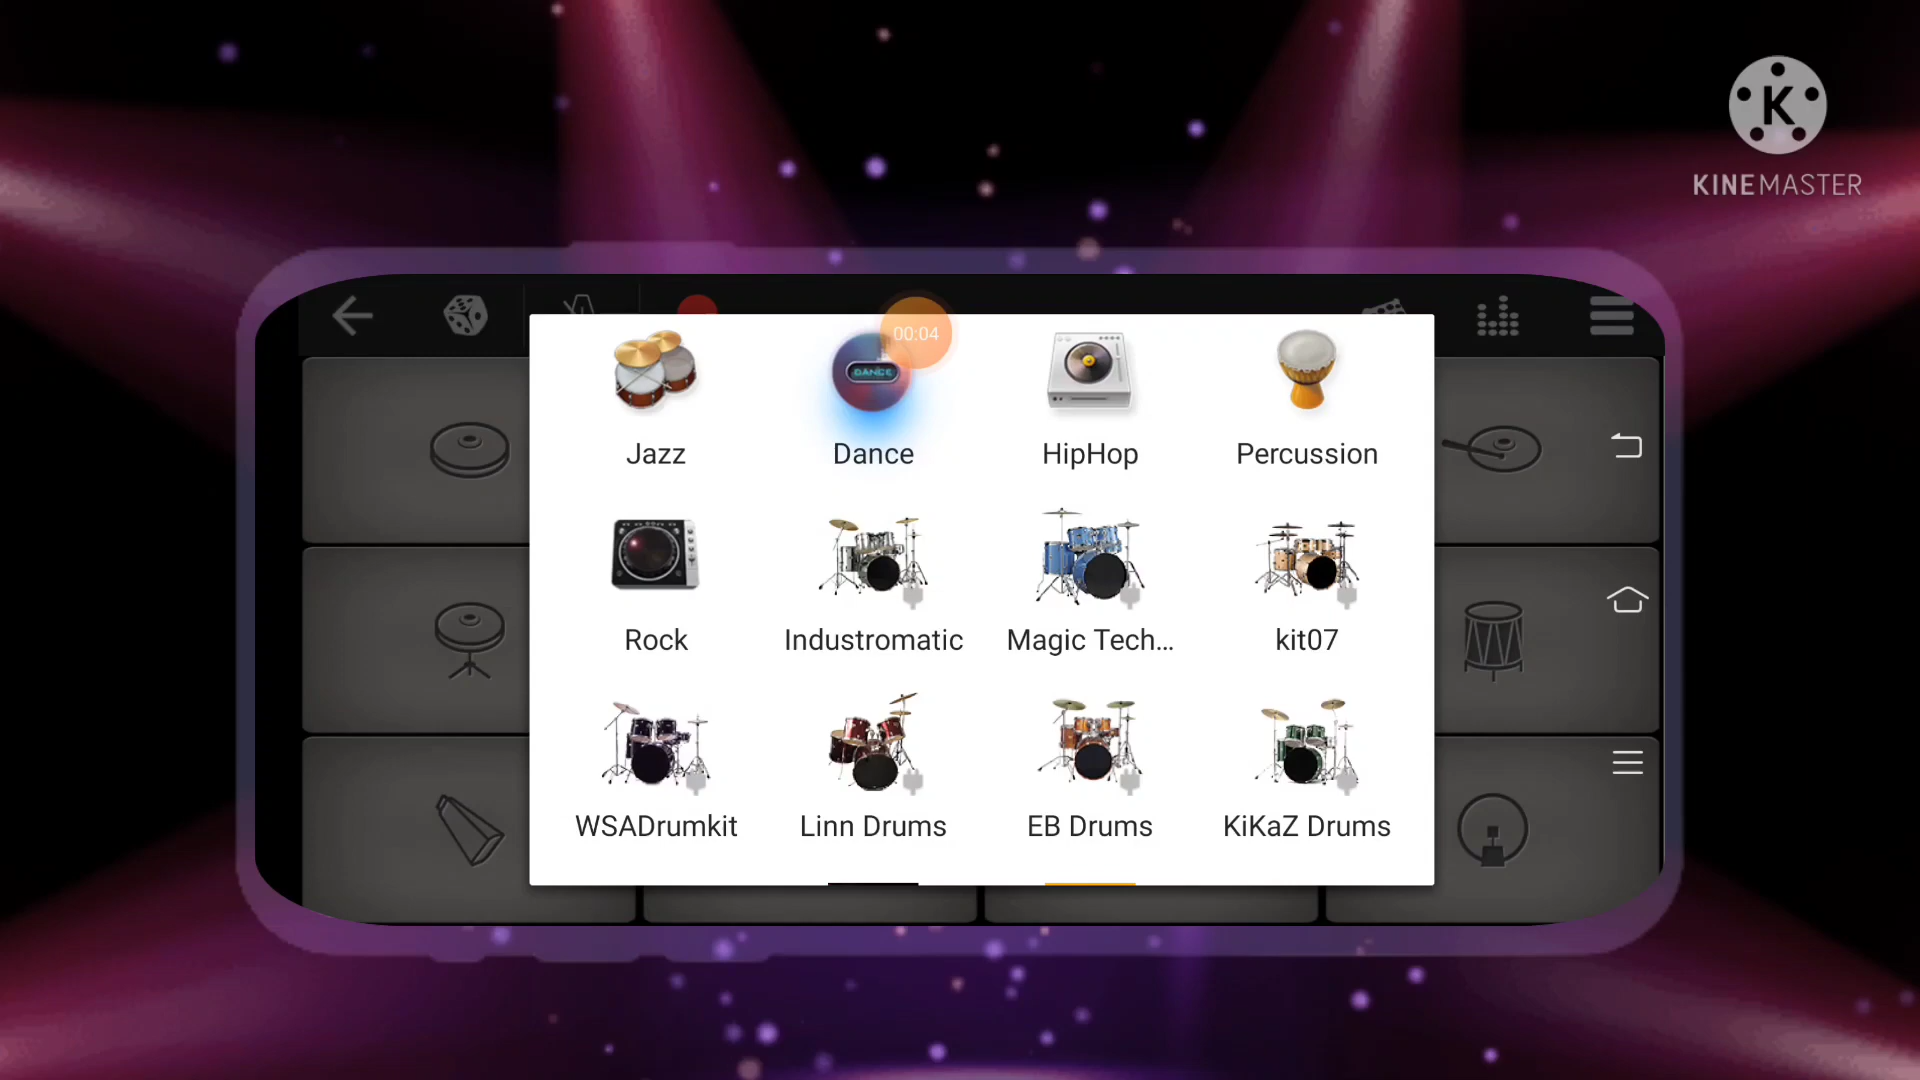 K
KINEMASTER
00:04
DANCE
Jazz Dance HipHop Percussion
Rock Industromatic Magic Tech... kit07
WSADrumkit Linn Drums EB Drums KiKaZ Drums